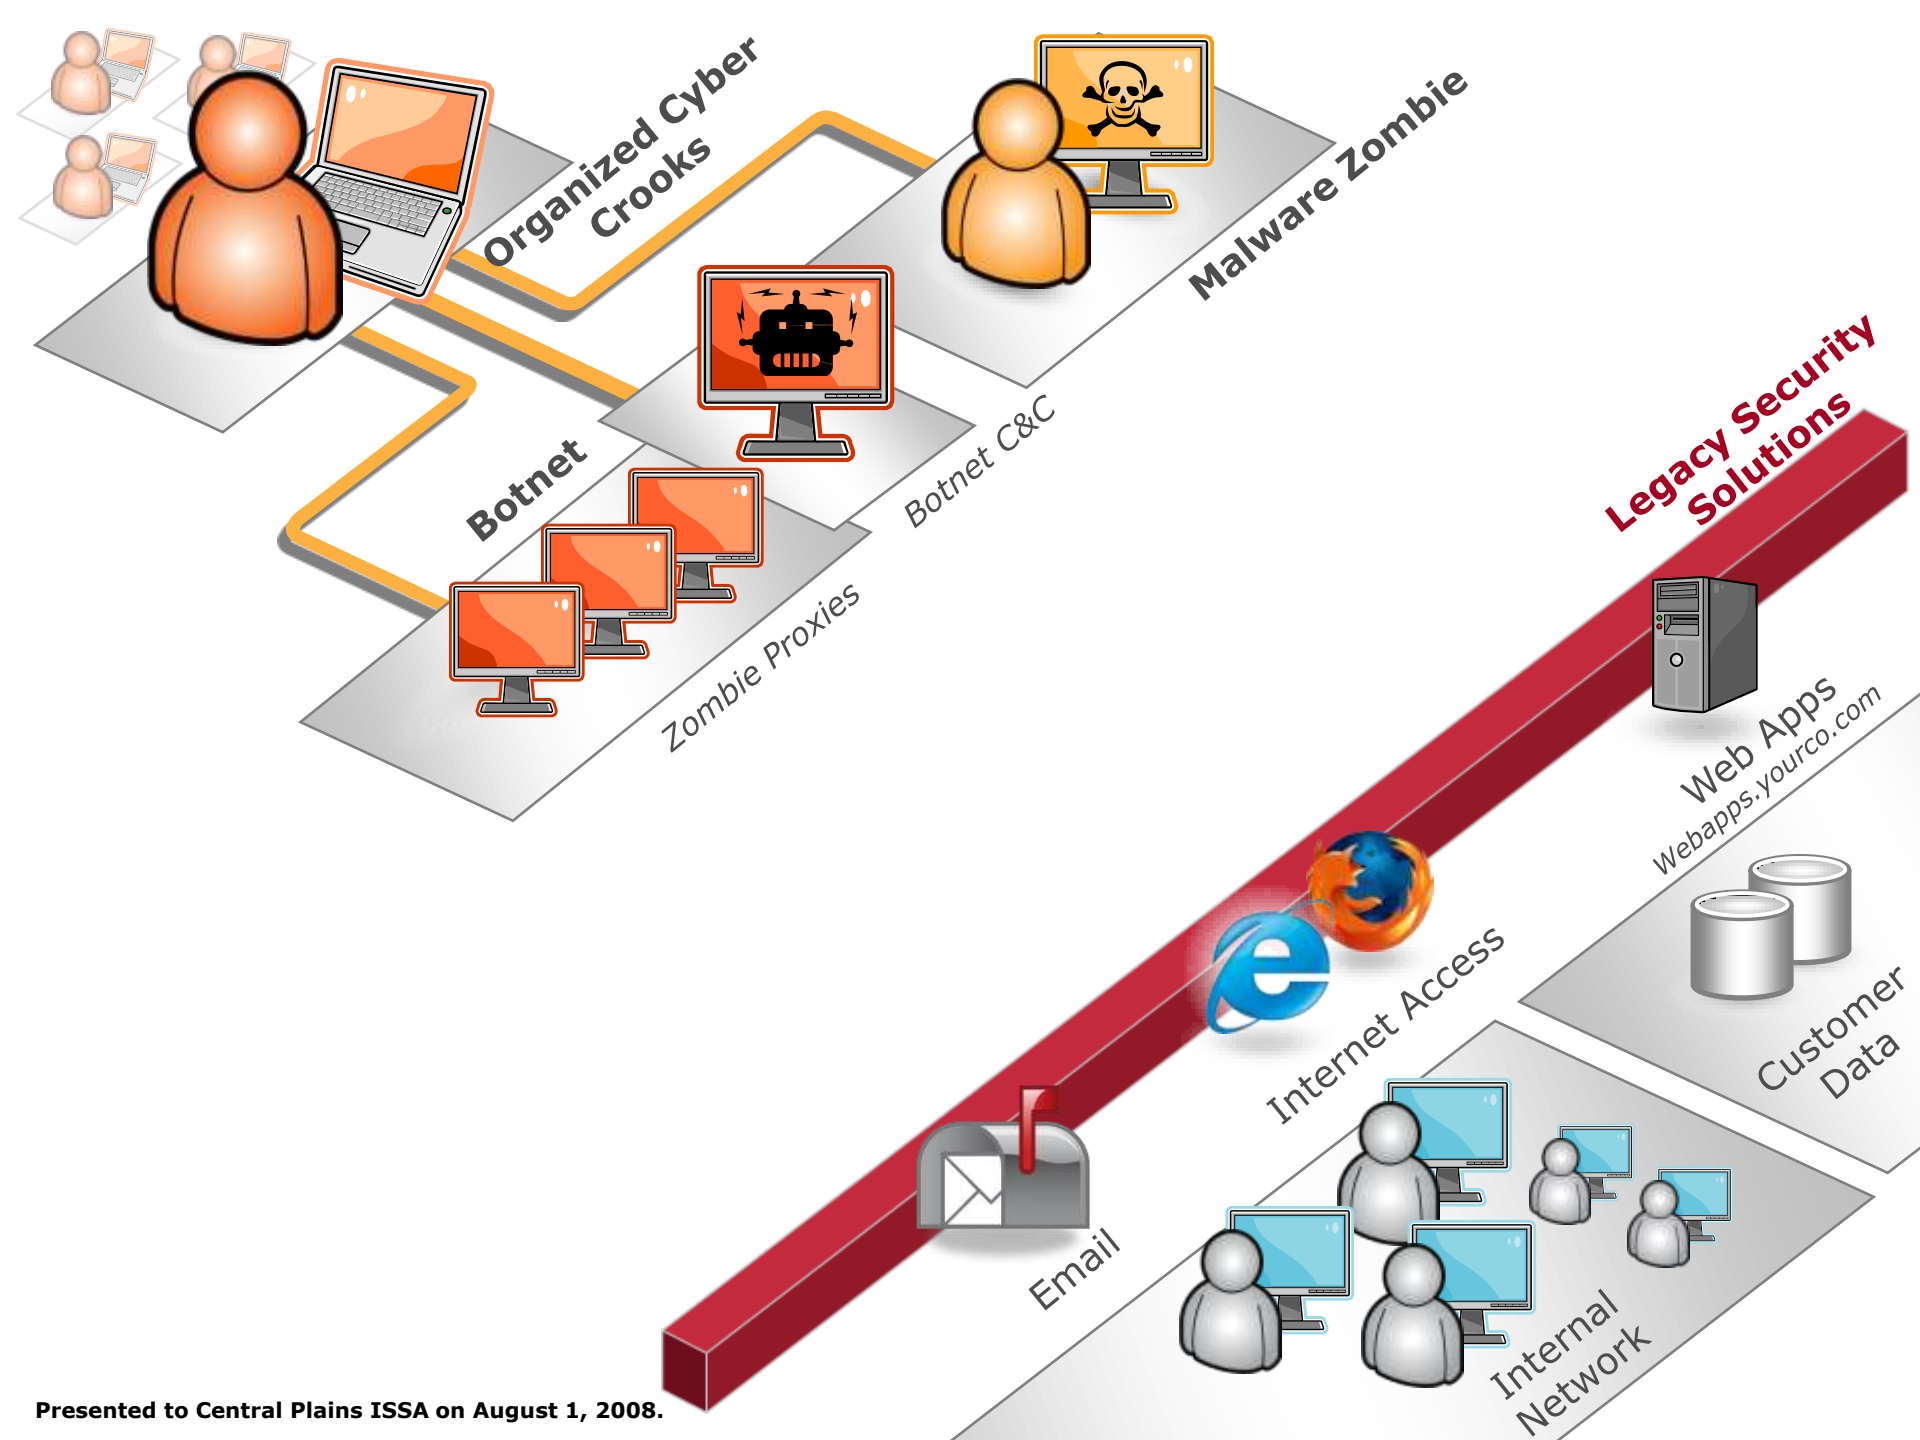 Organized Cyber
Crooks
Malware Zombie
Botnet
Botnet C&C
Zombie Proxies
Legacy Security
Solutions
Web Apps
Webapps.yourco.com
Customer
Data
Internet Access
Email
Internal
Network
Presented to Central Plains ISSA on August 1, 2008.